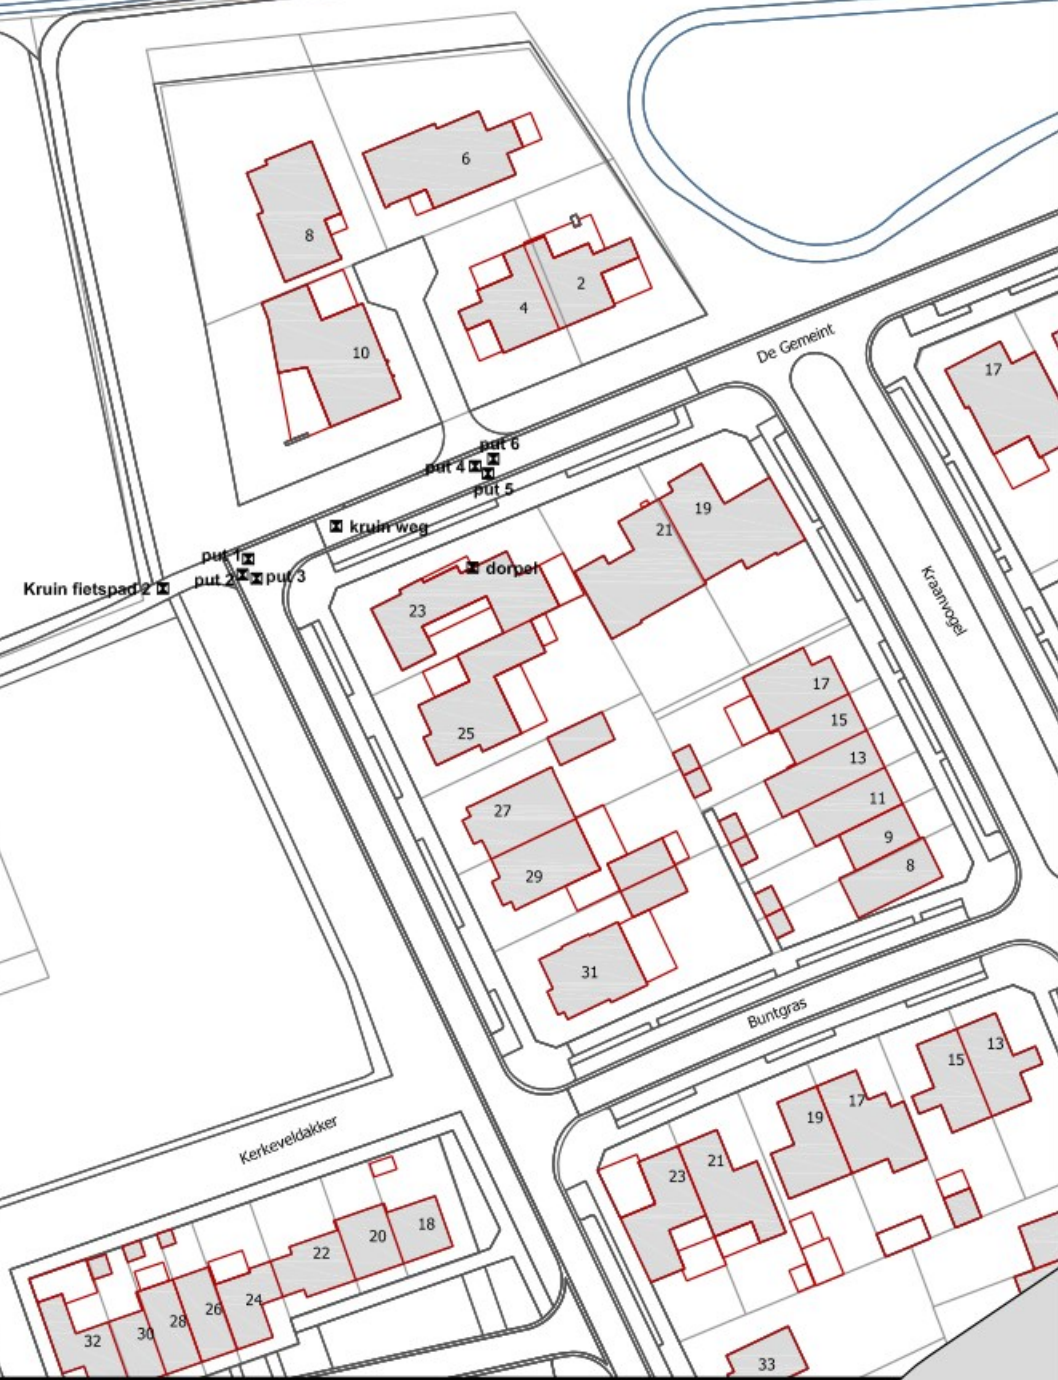 6
8
2
4
10
De Gemeint
17
put 6
put 4
put 5
kruin weg
put 1
put 2
put 3
Kruin fietspad 2
dorpel
19
21
23
Kraanvogel
17
25
15
13
27
11
9
29
8
31
Buntgras
13
15
17
19
Kerkeveldakker
21
23
18
20
22
24
26
28
30
32
33